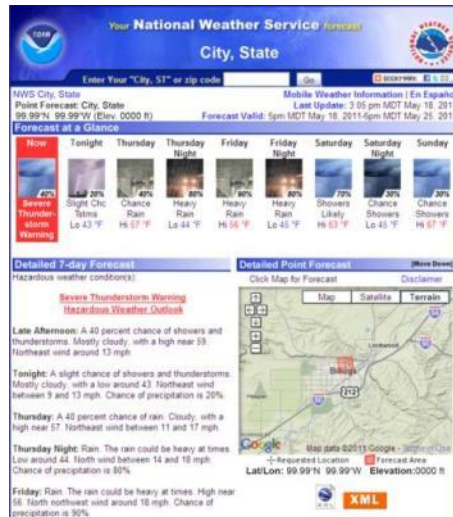 Your National Weather Service forecast
City, State
Enter Your "City, ST" or zip code
Go
BOOKMARK
NWS City, State
Mobile Weather Information | En Español
Point Forecast: City, State
Last Update: 3:05 pm MDT May 18, 2011
99.99°N 99.99°W (Elev. 0000 ft)
Forecast Valid: 5pm MDT May 18, 2011-6pm MDT May 25, 2011
Forecast at a Glance
Now
Tonight
Thursday
Thursday Night
Friday
Friday Night
Saturday
Saturday Night
Sunday
40%
20%
40%
80%
90%
80%
70%
30%
30%
Severe Thunder-storm Warning
Slight Chc Tstms
Chance Rain
Heavy Rain
Heavy Rain
Heavy Rain
Showers Likely
Chance Showers
Chance Showers
Lo 43 °F
Hi 57 °F
Lo 44 °F
Hi 56 °F
Lo 45 °F
Hi 63 °F
Lo 45 °F
Hi 67 °F
Detailed 7-day Forecast
Hazardous weather condition(s):
Severe Thunderstorm Warning
Hazardous Weather Outlook
Late Afternoon: A 40 percent chance of showers and
thunderstorms. Mostly cloudy, with a high near 59.
Northeast wind around 13 mph
Tonight: A slight chance of showers and thunderstorms.
Mostly cloudy, with a low around 43. Northeast wind
between 9 and 13 mph. Chance of precipitation is 20%.
Thursday: A 40 percent chance of rain. Cloudy, with a
high near 57. Northeast wind between 11 and 17 mph.
Thursday Night: Rain. The rain could be heavy at times.
Low around 44. North wind between 14 and 18 mph.
Chance of precipitation is 80%
Friday: Rain. The rain could be heavy at times. High near
56. North northwest wind around 18 mph. Chance of
precipitation is 90%.
Detailed Point Forecast
[Move Down]
Click Map for Forecast
Disclaimer
Map
Satellite
Terrain
Lockwood
Billings
212
Google
Map data ©2011 Google - Terms of Use
Requested Location
Forecast Area
Lat/Lon: 99.99°N 99.99°W Elevation:0000 ft
XML